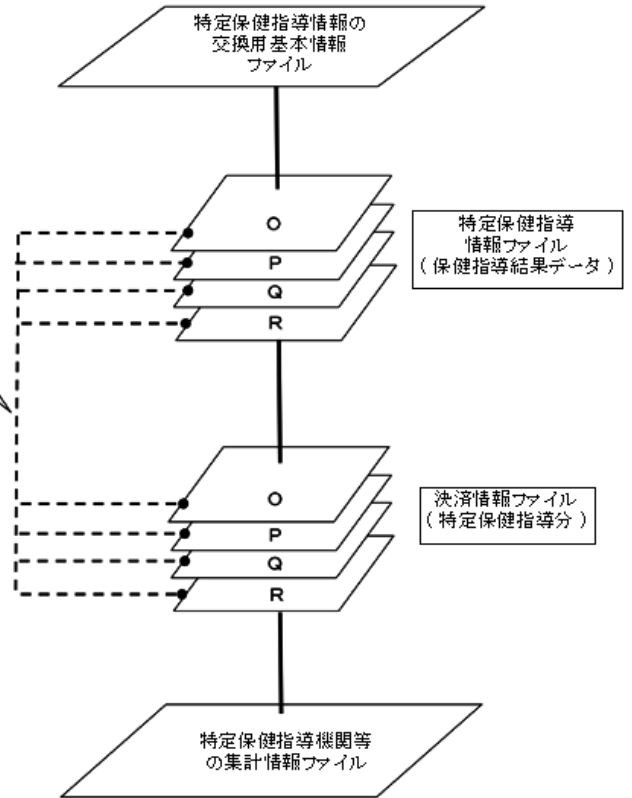 特定保健指導情報の
交換用基本情報
ファイル
O
P
Q
R
特定保健指導
情報ファイル
（保健指導結果データ）
O
P
Q
R
決済情報ファイル
（特定保健指導分）
特定保健指導機関等
の集計情報ファイル